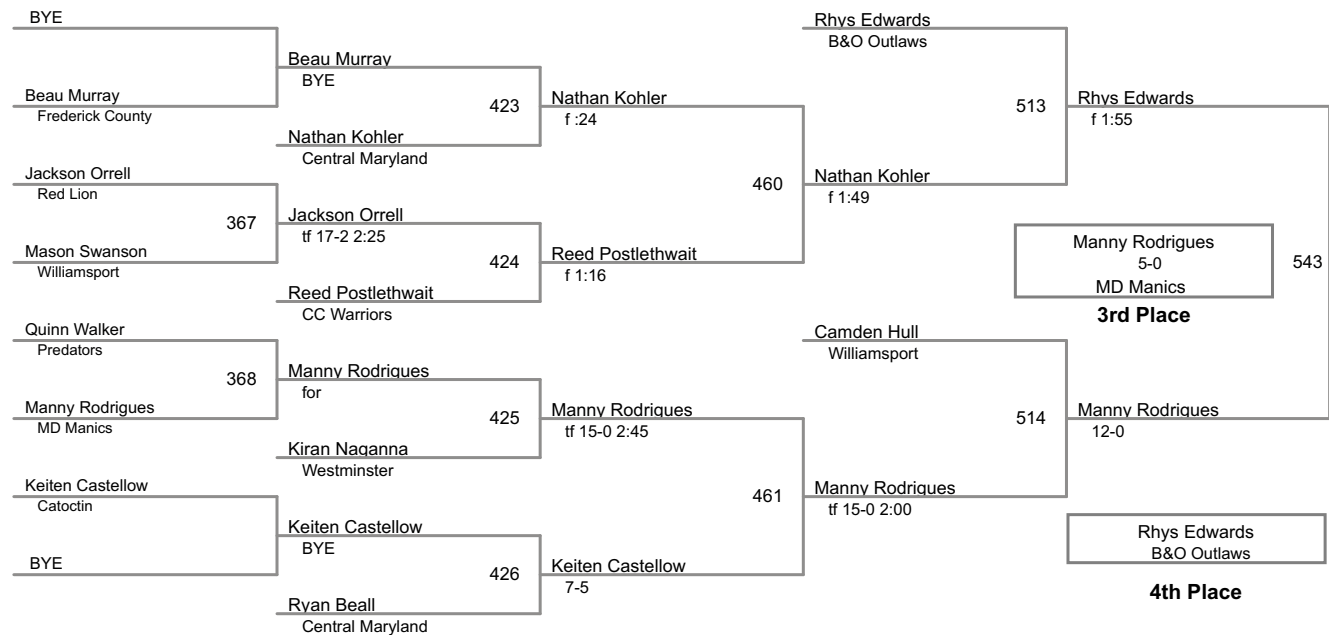 BYE
Beau Murray
Frederick County
Jackson Orrell
Red Lion
367
Mason Swanson
Williamsport
Quinn Walker
Predators
368
Manny Rodrigues
MD Manics
Keiten Castellow
Catoctin
BYE
Beau Murray
BYE
423
Nathan Kohler
Central Maryland
Jackson Orrell
tf 17-2 2:25
424
Reed Postlethwait
CC Warriors
Manny Rodrigues
for
425
Kiran Naganna
Westminster
Keiten Castellow
BYE
426
Ryan Beall
Central Maryland
Nathan Kohler
f :24
460
Reed Postlethwait
f 1:16
Manny Rodrigues
tf 15-0 2:45
461
Keiten Castellow
7-5
Rhys Edwards
B&O Outlaws
513
Nathan Kohler
f 1:49
Camden Hull
Williamsport
514
Manny Rodrigues
tf 15-0 2:00
Rhys Edwards
f 1:55
Manny Rodrigues
5-0
MD Manics
543
3rd Place
Manny Rodrigues
12-0
Rhys Edwards
B&O Outlaws
4th Place